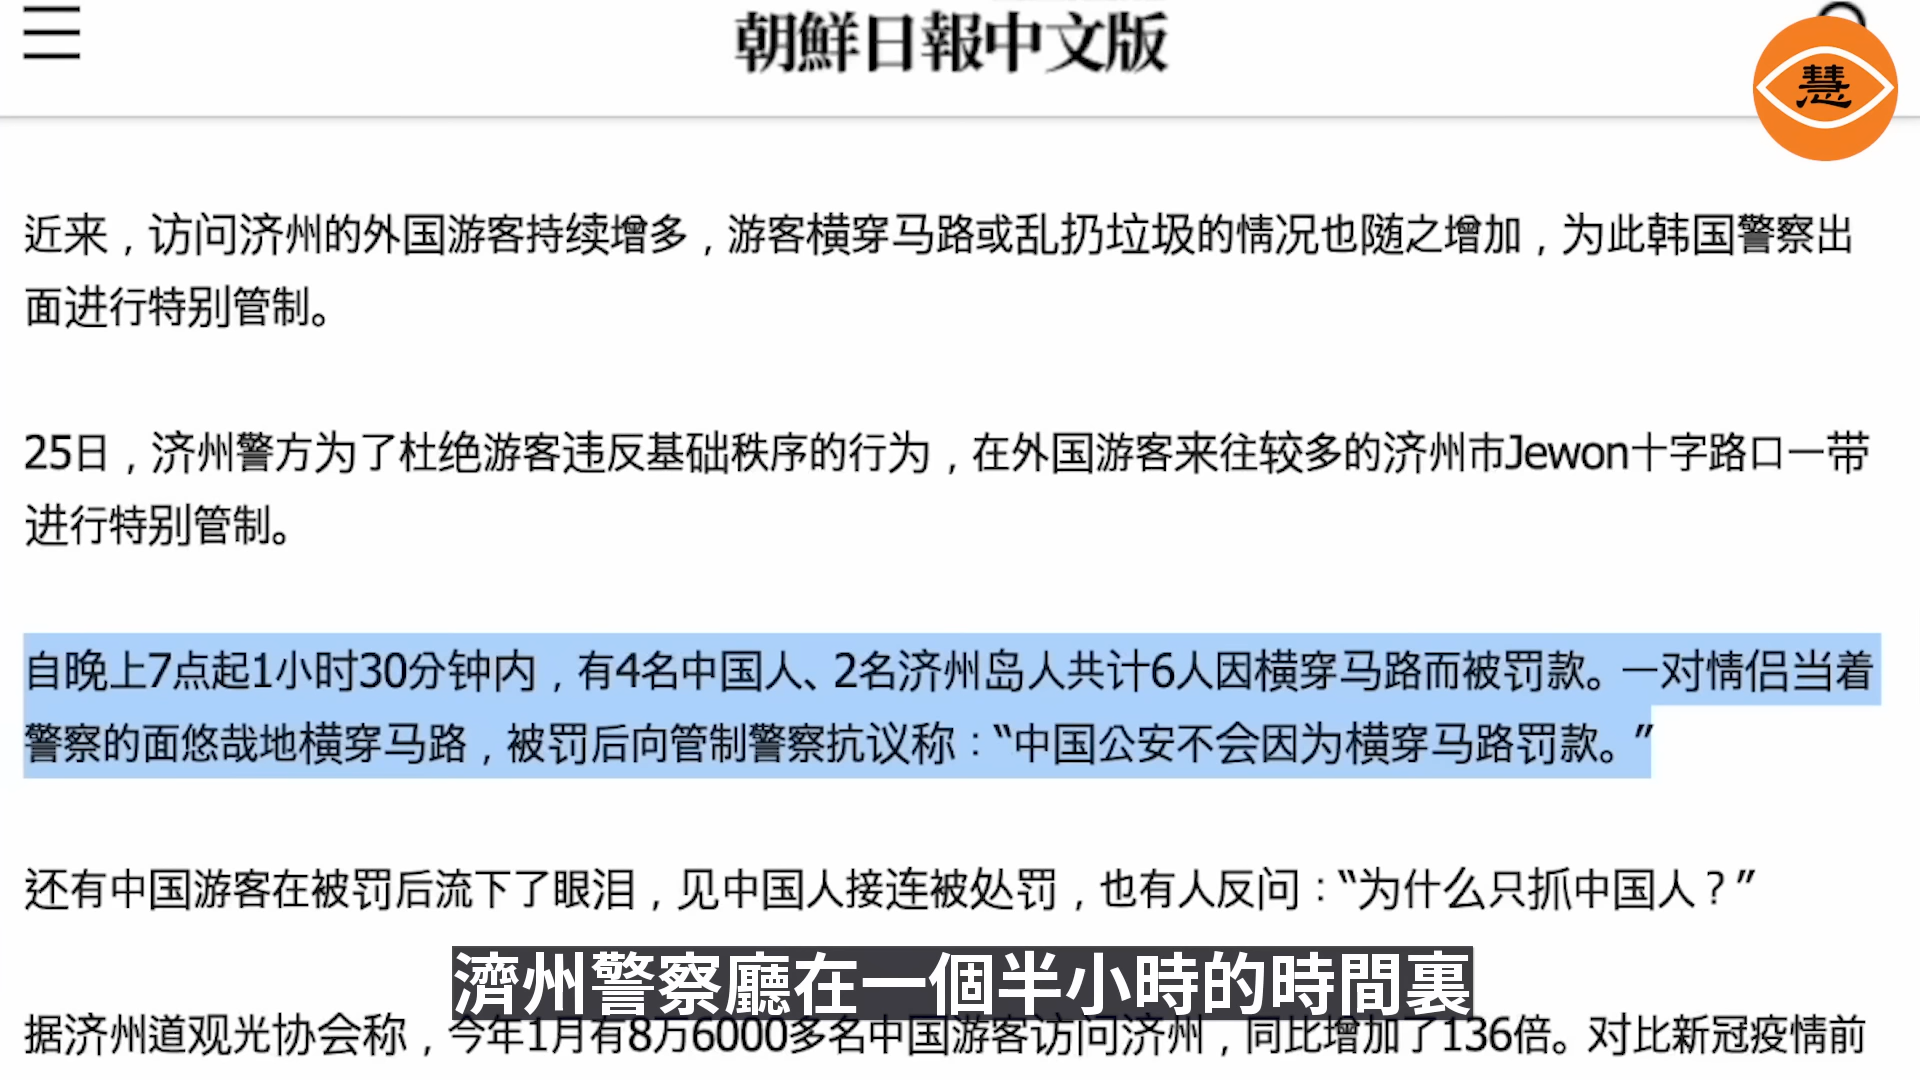 朝鮮日報中文版
慧
近来，访问济州的外国游客持续增多，游客横穿马路或乱扔垃圾的情况也随之增加，为此韩国警察出
面进行特别管制。
25日，济州警方为了杜绝游客违反基础秩序的行为，在外国游客来往较多的济州市Jewon十字路口一带
进行特别管制。
自晚上7点起1小时30分钟内，有4名中国人、2名济州岛人共计6人因横穿马路而被罚款。一对情侣当着
警察的面悠哉地横穿马路，被罚后向管制警察抗议称：“中国公安不会因为横穿马路罚款。”
还有中国游客在被罚后流下了眼泪，见中国人接连被处罚，也有人反问：“为什么只抓中国人？”
濟州警察廳在一個半小時的時間裏
据济州道观光协会称，今年1月有8万6000多名中国游客访问济州，同比增加了136倍。对比新冠疫情前